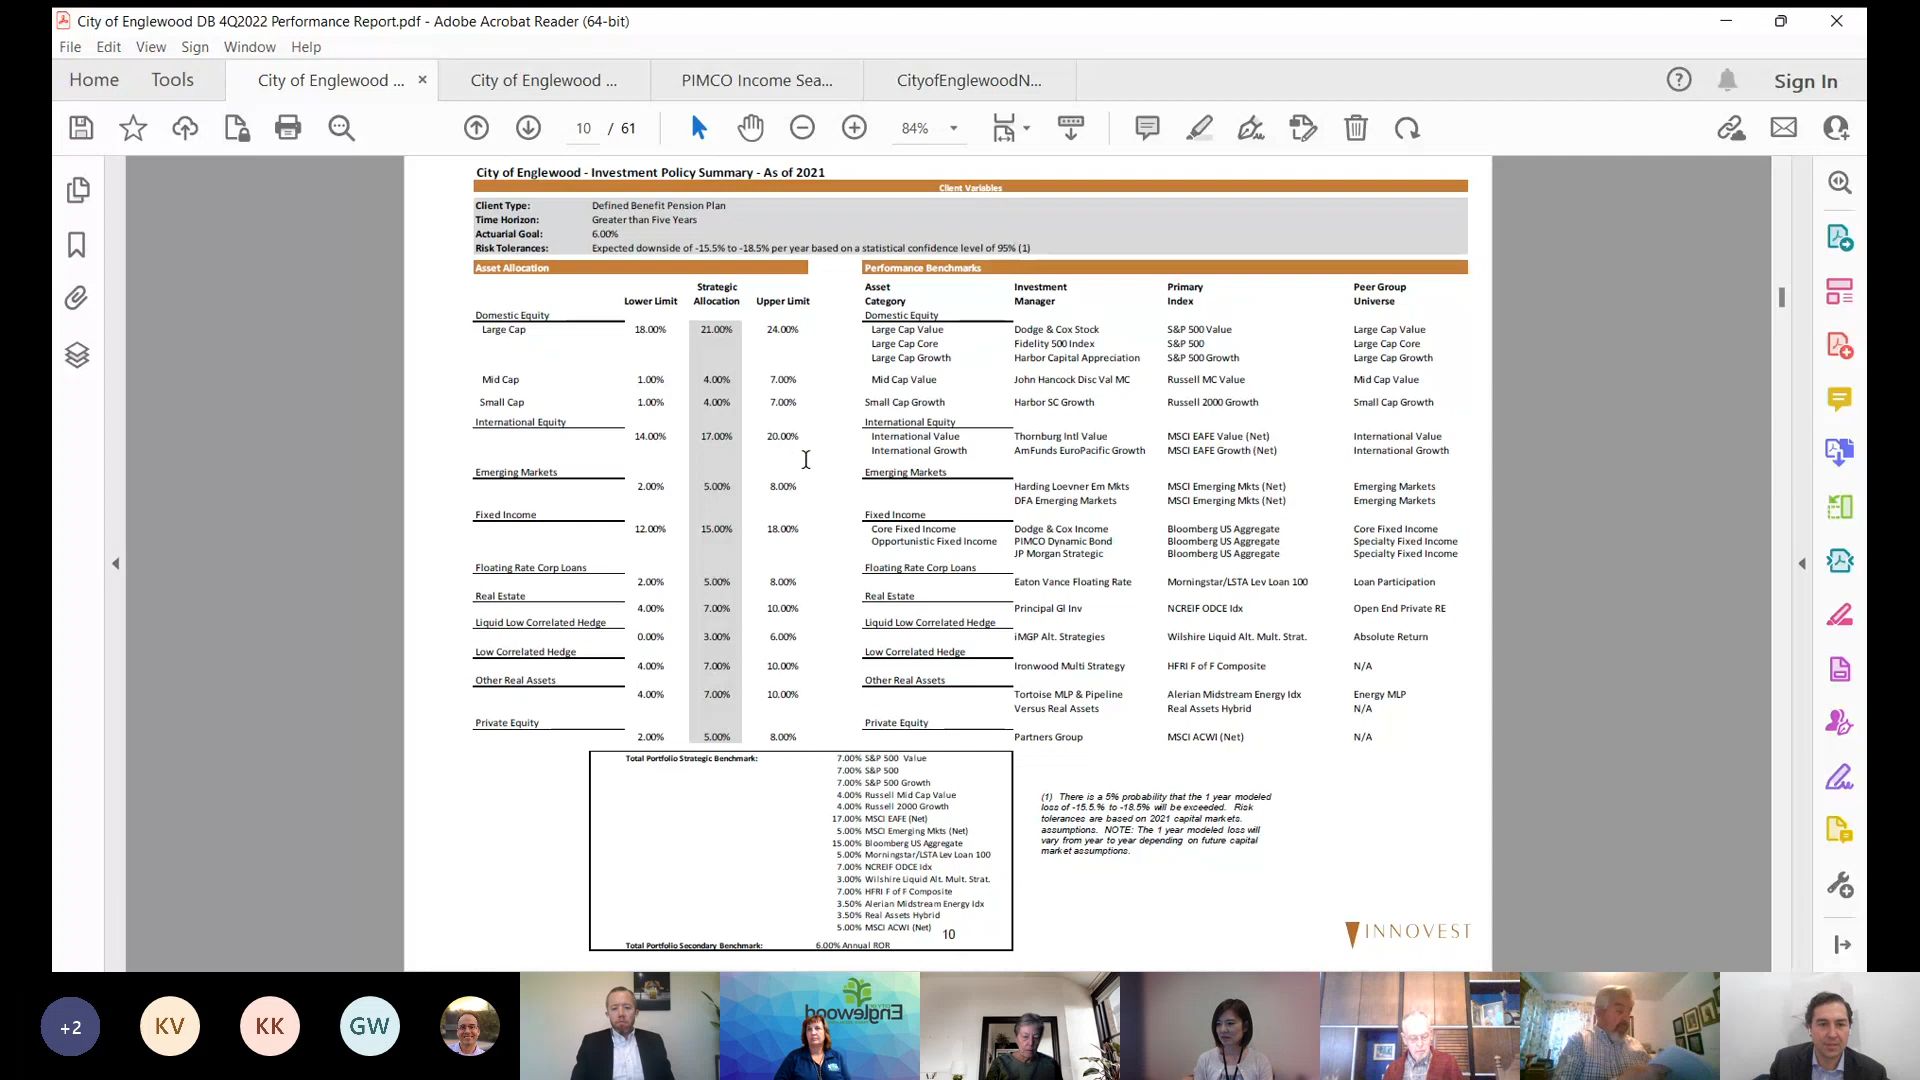 City of Englewood DB 4Q2022 Performance Report.pdf - Adobe Acrobat Reader (64-bit)
File Edit View Sign Window Help
Home Tools City of Englewood ... × City of Englewood ... PIMCO Income Sea... CityofEnglewoodN... Sign In
10 / 61 84%
City of Englewood - Investment Policy Summary - As of 2021
Client Variables
Client Type: Defined Benefit Pension Plan
Time Horizon: Greater than Five Years
Actuarial Goal: 6.00%
Risk Tolerances: Expected downside of -15.5% to -18.5% per year based on a statistical confidence level of 95% (1)
Asset Allocation
Lower Limit Strategic Allocation Upper Limit
Domestic Equity
Large Cap 18.00% 21.00% 24.00%
Mid Cap 1.00% 4.00% 7.00%
Small Cap 1.00% 4.00% 7.00%
International Equity
14.00% 17.00% 20.00%
Emerging Markets
2.00% 5.00% 8.00%
Fixed Income
12.00% 15.00% 18.00%
Floating Rate Corp Loans
2.00% 5.00% 8.00%
Real Estate
4.00% 7.00% 10.00%
Liquid Low Correlated Hedge
0.00% 3.00% 6.00%
Low Correlated Hedge
4.00% 7.00% 10.00%
Other Real Assets
4.00% 7.00% 10.00%
Private Equity
2.00% 5.00% 8.00%
Performance Benchmarks
Asset Category Investment Manager Primary Index Peer Group Universe
Domestic Equity
Large Cap Value Dodge & Cox Stock S&P 500 Value Large Cap Value
Large Cap Core Fidelity 500 Index S&P 500 Large Cap Core
Large Cap Growth Harbor Capital Appreciation S&P 500 Growth Large Cap Growth
Mid Cap Value John Hancock Disc Val MC Russell MC Value Mid Cap Value
Small Cap Growth Harbor SC Growth Russell 2000 Growth Small Cap Growth
International Equity
International Value Thornburg Intl Value MSCI EAFE Value (Net) International Value
International Growth AmFunds EuroPacific Growth MSCI EAFE Growth (Net) International Growth
Emerging Markets
Harding Loevner Em Mkts MSCI Emerging Mkts (Net) Emerging Markets
DFA Emerging Markets MSCI Emerging Mkts (Net) Emerging Markets
Fixed Income
Core Fixed Income Dodge & Cox Income Bloomberg US Aggregate Core Fixed Income
Opportunistic Fixed Income PIMCO Dynamic Bond Bloomberg US Aggregate Specialty Fixed Income
JP Morgan Strategic Bloomberg US Aggregate Specialty Fixed Income
Floating Rate Corp Loans
Eaton Vance Floating Rate Morningstar/LSTA Lev Loan 100 Loan Participation
Real Estate
Principal Gl Inv NCREIF ODCE Idx Open End Private RE
Liquid Low Correlated Hedge
iMGP Alt. Strategies Wilshire Liquid Alt. Mult. Strat. Absolute Return
Low Correlated Hedge
Ironwood Multi Strategy HFRI F of F Composite N/A
Other Real Assets
Tortoise MLP & Pipeline Alerian Midstream Energy Idx Energy MLP
Versus Real Assets Real Assets Hybrid N/A
Private Equity
Partners Group MSCI ACWI (Net) N/A
Total Portfolio Strategic Benchmark: 7.00% S&P 500 Value
7.00% S&P 500
7.00% S&P 500 Growth
4.00% Russell Mid Cap Value
4.00% Russell 2000 Growth
17.00% MSCI EAFE (Net)
5.00% MSCI Emerging Mkts (Net)
15.00% Bloomberg US Aggregate
5.00% Morningstar/LSTA Lev Loan 100
7.00% NCREIF ODCE Idx
3.00% Wilshire Liquid Alt. Mult. Strat.
7.00% HFRI F of F Composite
3.50% Alerian Midstream Energy Idx
3.50% Real Assets Hybrid
5.00% MSCI ACWI (Net)
10
Total Portfolio Secondary Benchmark: 6.00% Annual ROR
(1) There is a 5% probability that the 1 year modeled
loss of -15.5.% to -18.5% will be exceeded. Risk
tolerances are based on 2021 capital markets.
assumptions. NOTE: The 1 year modeled loss will
vary from year to year depending on future capital
market assumptions.
INNOVEST
+2 KV KK GW
Englewood